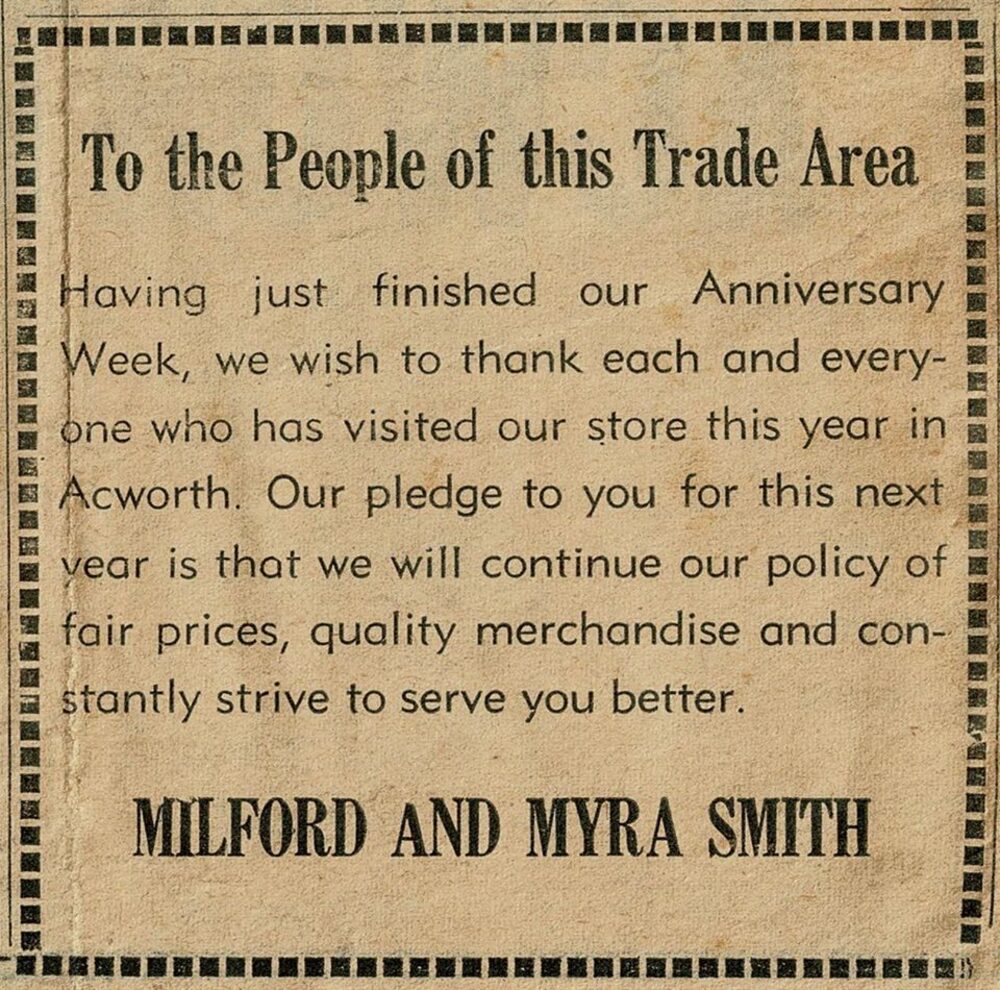 To the People of this Trade Area
Having just finished our Anniversary
Week, we wish to thank each and every-
one who has visited our store this year in
Acworth. Our pledge to you for this next
year is that we will continue our policy of
fair prices, quality merchandise and con-
stantly strive to serve you better.
MILFORD AND MYRA SMITH